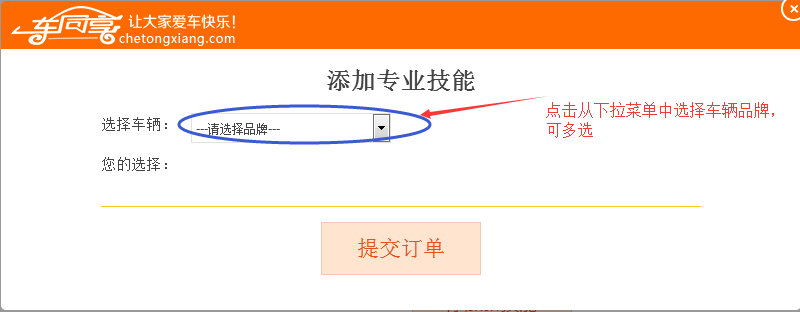 车同享 让大家爱车快乐!
chetongxiang.com
添加专业技能
选择车辆： ---请选择品牌---
点击从下拉菜单中选择车辆品牌，
可多选
您的选择：
提交订单